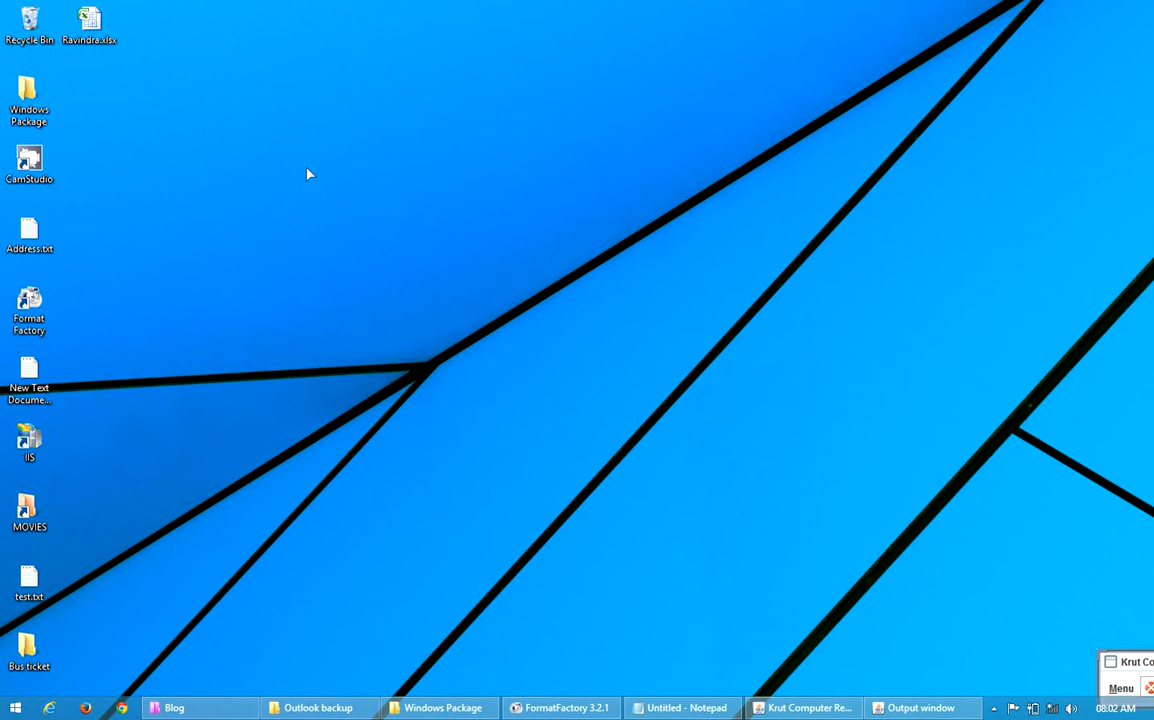 Recycle Bin
Ravindra.xlsx
Windows
Package
CamStudio
Address.txt
Format
Factory
New Text
Docume...
IIS
MOVIES
test.txt
Bus ticket
Krut Co
Menu
Blog
Outlook backup
Windows Package
FormatFactory 3.2.1
Untitled - Notepad
Krut Computer Re...
Output window
08:02 AM